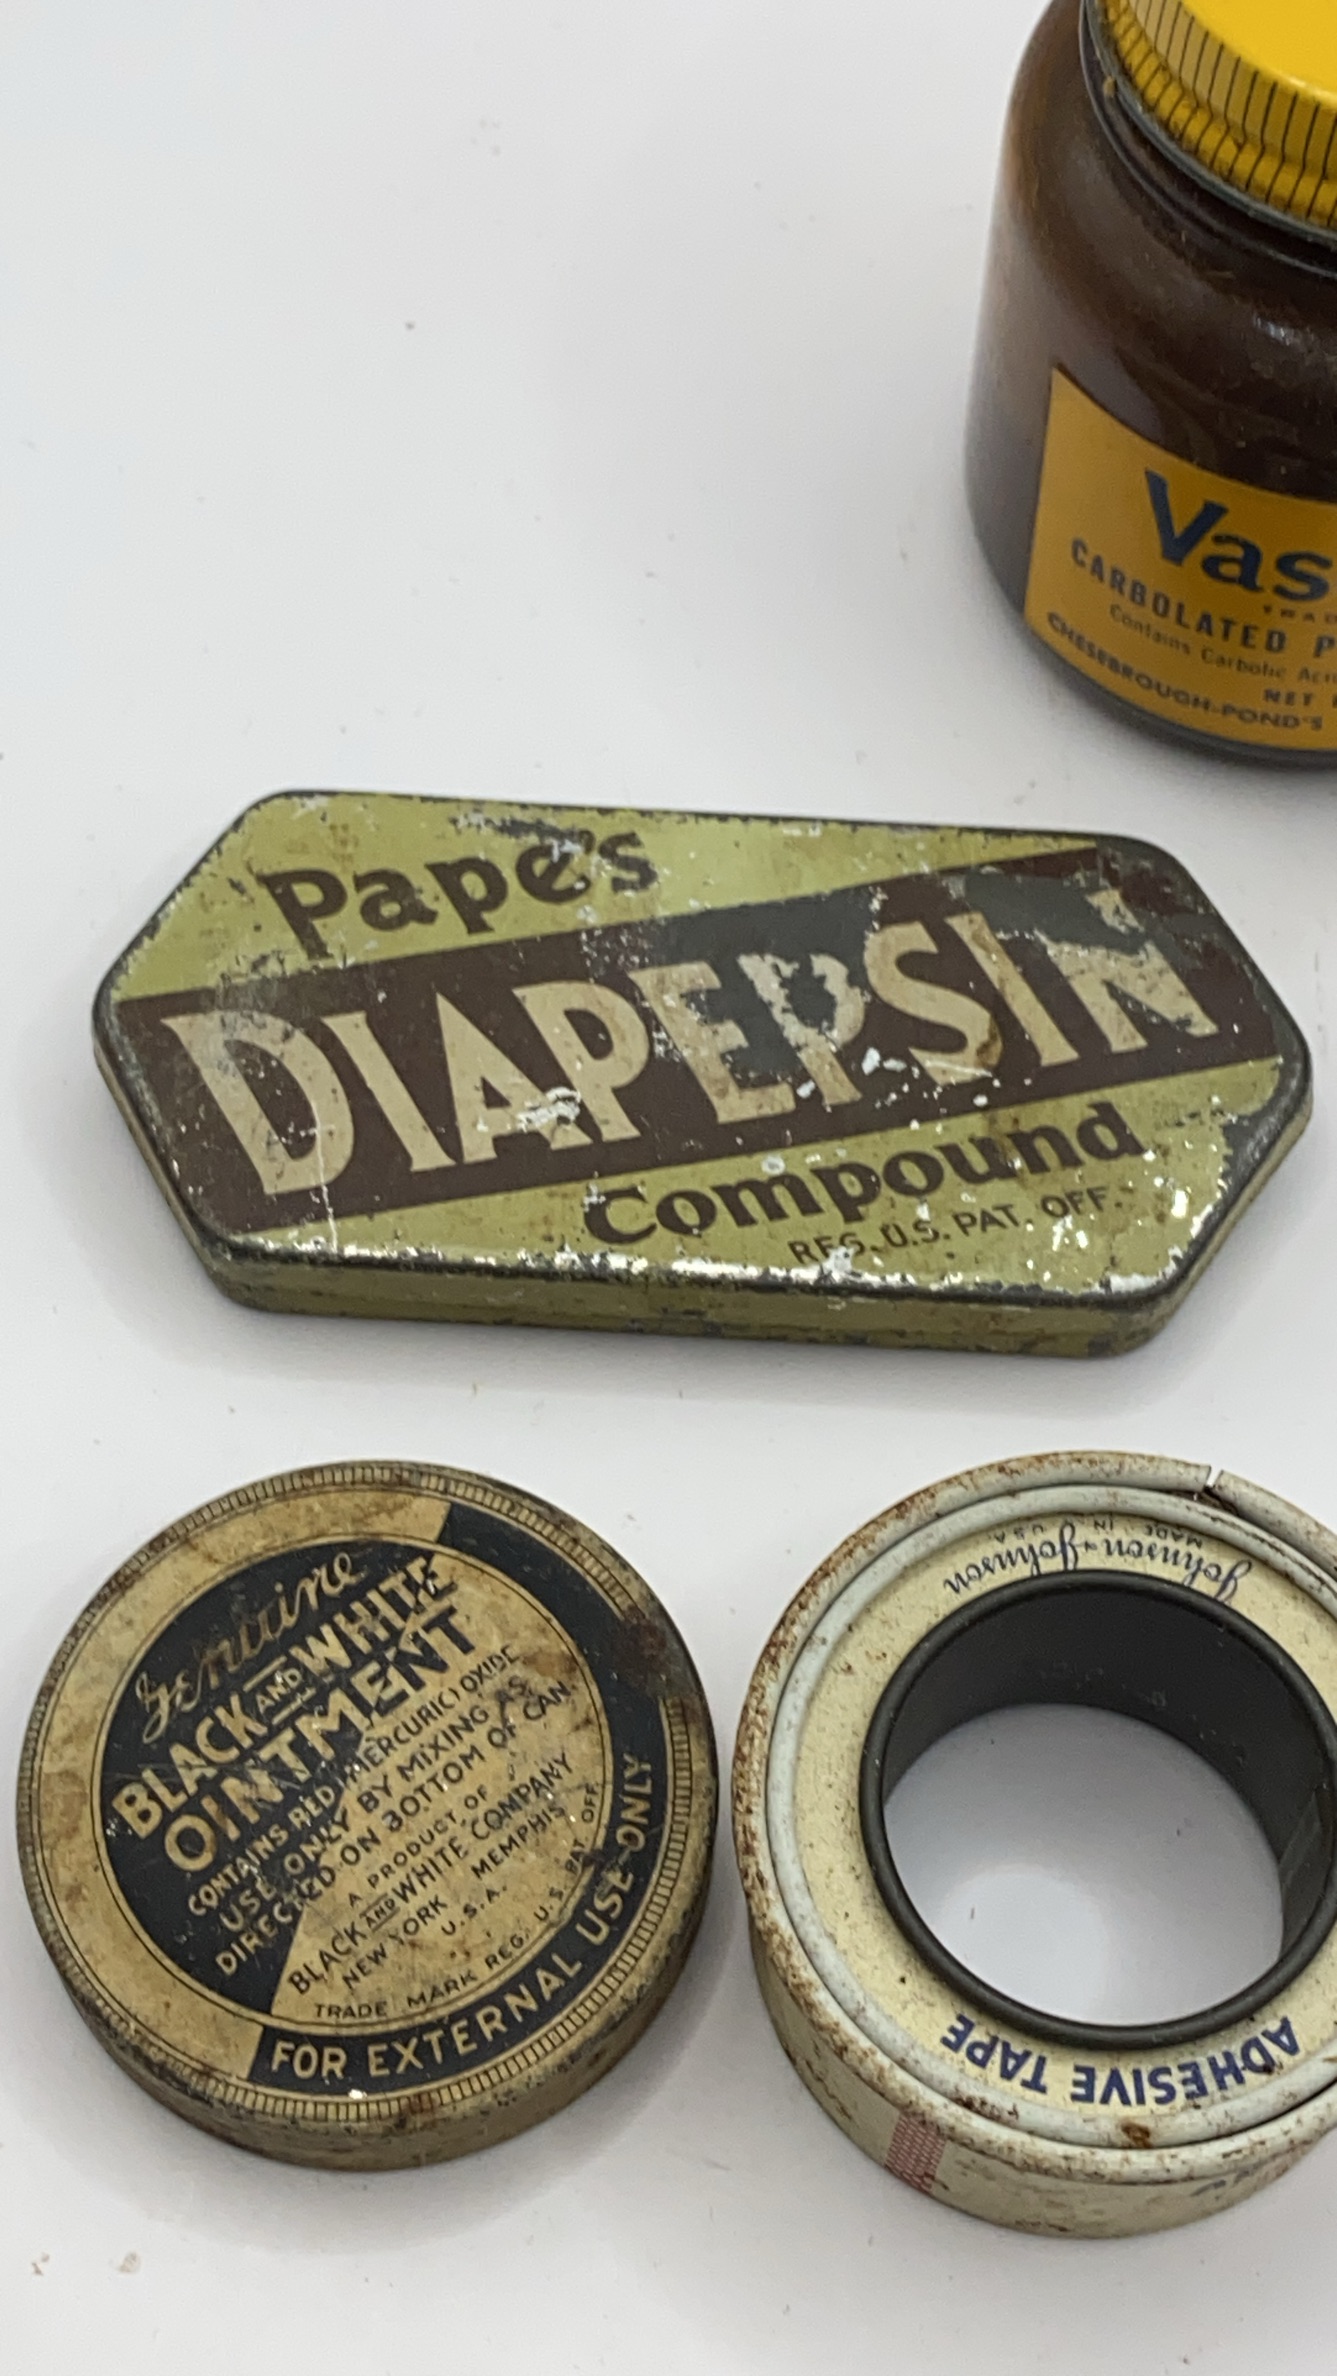 Vas
CARBOLATED P
Contains Carbolic Aci
NET
CHESEBROUGH-POND'S
Pape's
DIAPEPSIN
Compound
REG. U.S. PAT. OFF.
Genuine
BLACK AND WHITE
OINTMENT
CONTAINS RED (MERCURIC) OXIDE
USE ONLY BY MIXING AS
DIRECTED ON BOTTOM OF CAN.
A PRODUCT OF
BLACK AND WHITE COMPANY
NEW YORK MEMPHIS
U.S.A.
TRADE MARK REG. U.S. PAT. OFF.
FOR EXTERNAL USE ONLY
Johnson & Johnson
MADE IN U.S.A.
ADHESIVE TAPE